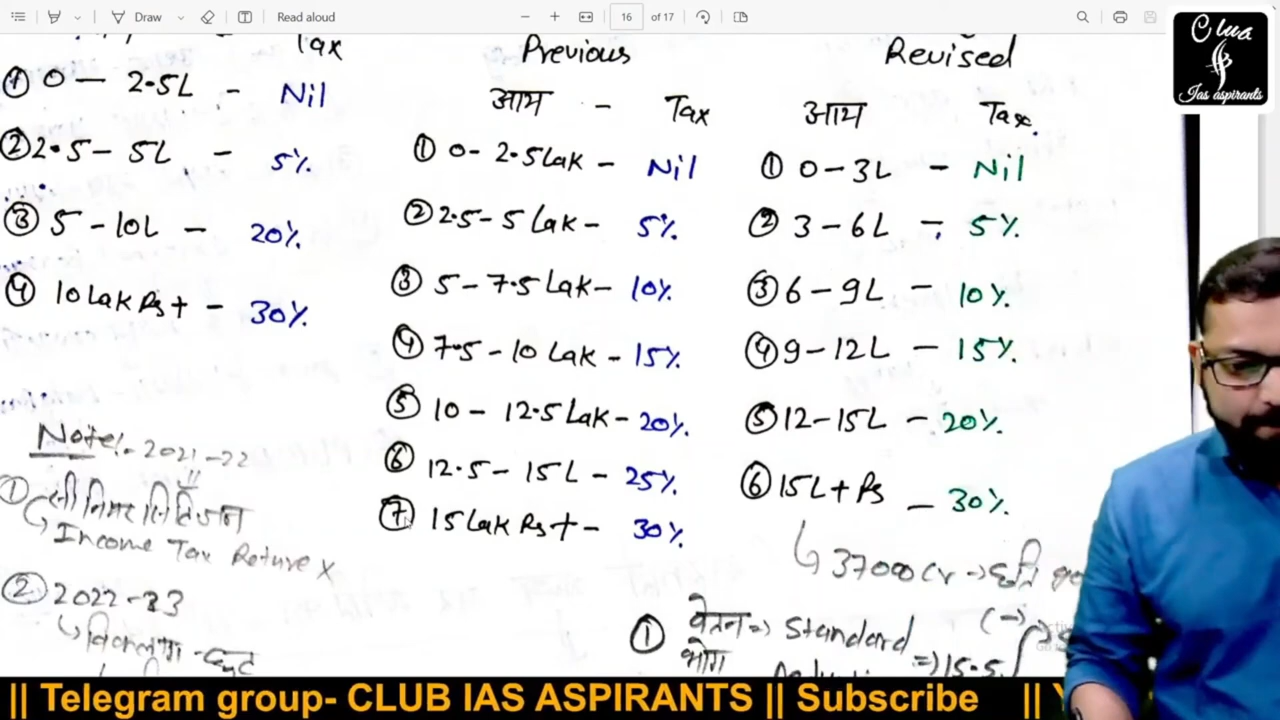 Draw
Read aloud
16 of 17
Clua
Ias aspirants
Tax
① 0 — 2.5L - Nil
② 2.5 - 5L - 5%
③ 5 - 10L - 20%
④ 10 Lak Rs + - 30%
Note:- 2021-22
①
Income Tax Return X
② 2022-23
Previous
आय - Tax
① 0 - 2.5 Lak - Nil
② 2.5 - 5 Lak - 5%
③ 5 - 7.5 Lak - 10%
④ 7.5 - 10 Lak - 15%
⑤ 10 - 12.5 Lak - 20%
⑥ 12.5 - 15L - 25%
⑦ 15 Lak Rs + - 30%
Revised
आय Tax
① 0 - 3L - Nil
② 3 - 6L - 5%
③ 6 - 9L - 10%
④ 9 - 12L - 15%
⑤ 12 - 15L - 20%
⑥ 15L + Rs - 30%
37000 Cr →
① वेतन => Standard
भोग => 15.5
|| Telegram group- CLUB IAS ASPIRANTS || Subscribe ||